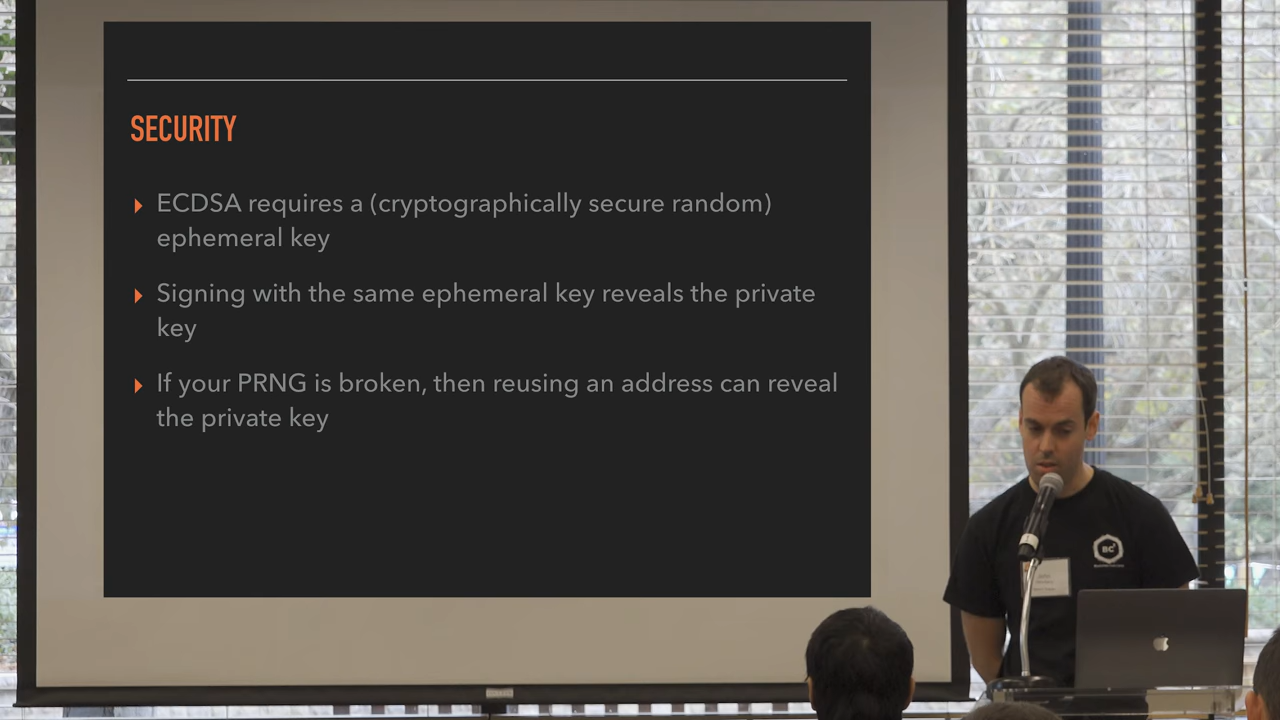 SECURITY
ECDSA requires a (cryptographically secure random)
ephemeral key
Signing with the same ephemeral key reveals the private
key
If your PRNG is broken, then reusing an address can reveal
the private key
BC